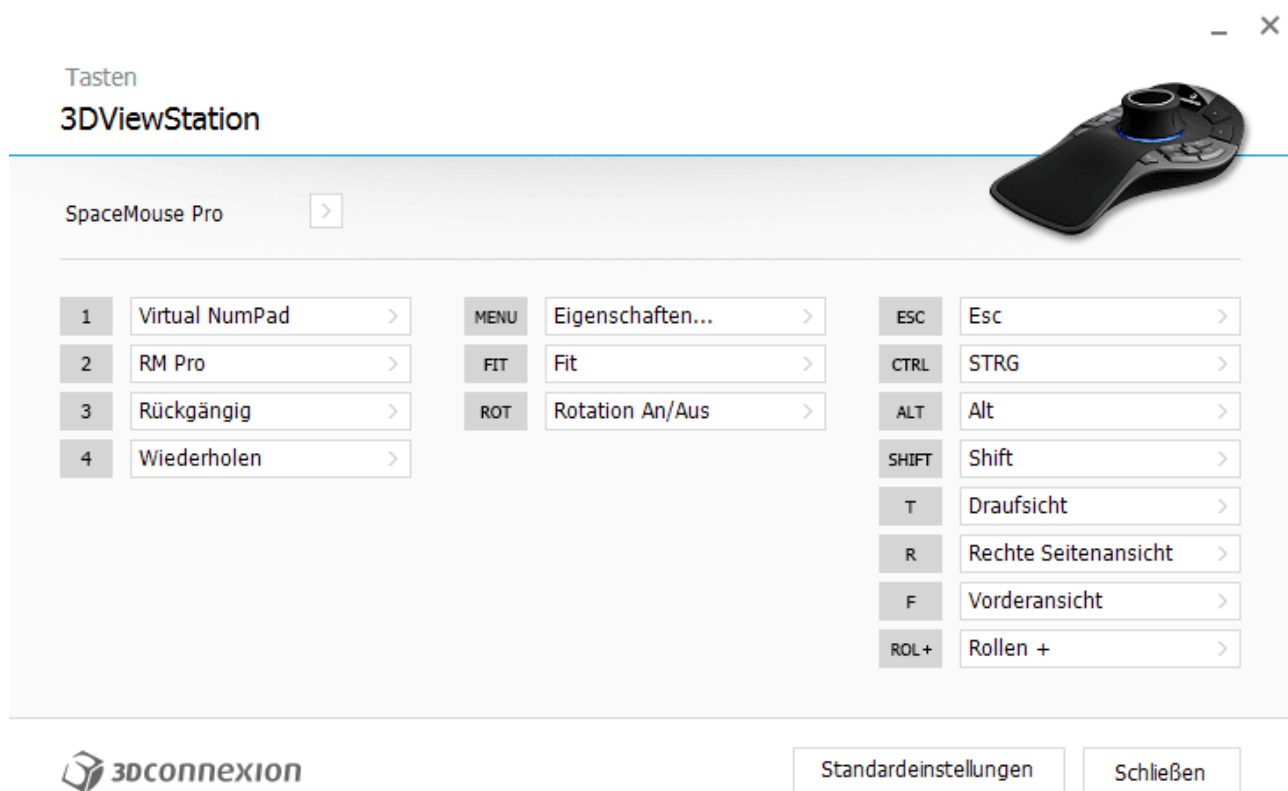 Tasten
3DViewStation
SpaceMouse Pro
1 Virtual NumPad
2 RM Pro
3 Rückgängig
4 Wiederholen
MENU Eigenschaften...
FIT Fit
ROT Rotation An/Aus
ESC Esc
CTRL STRG
ALT Alt
SHIFT Shift
T Draufsicht
R Rechte Seitenansicht
F Vorderansicht
ROL+ Rollen +
3Dconnexion
Standardeinstellungen
Schließen